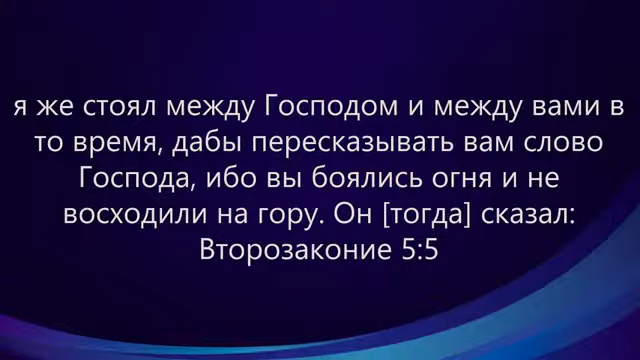 я же стоял между Господом и между вами в
то время, дабы пересказывать вам слово
Господа, ибо вы боялись огня и не
восходили на гору. Он [тогда] сказал:
Второзаконие 5:5